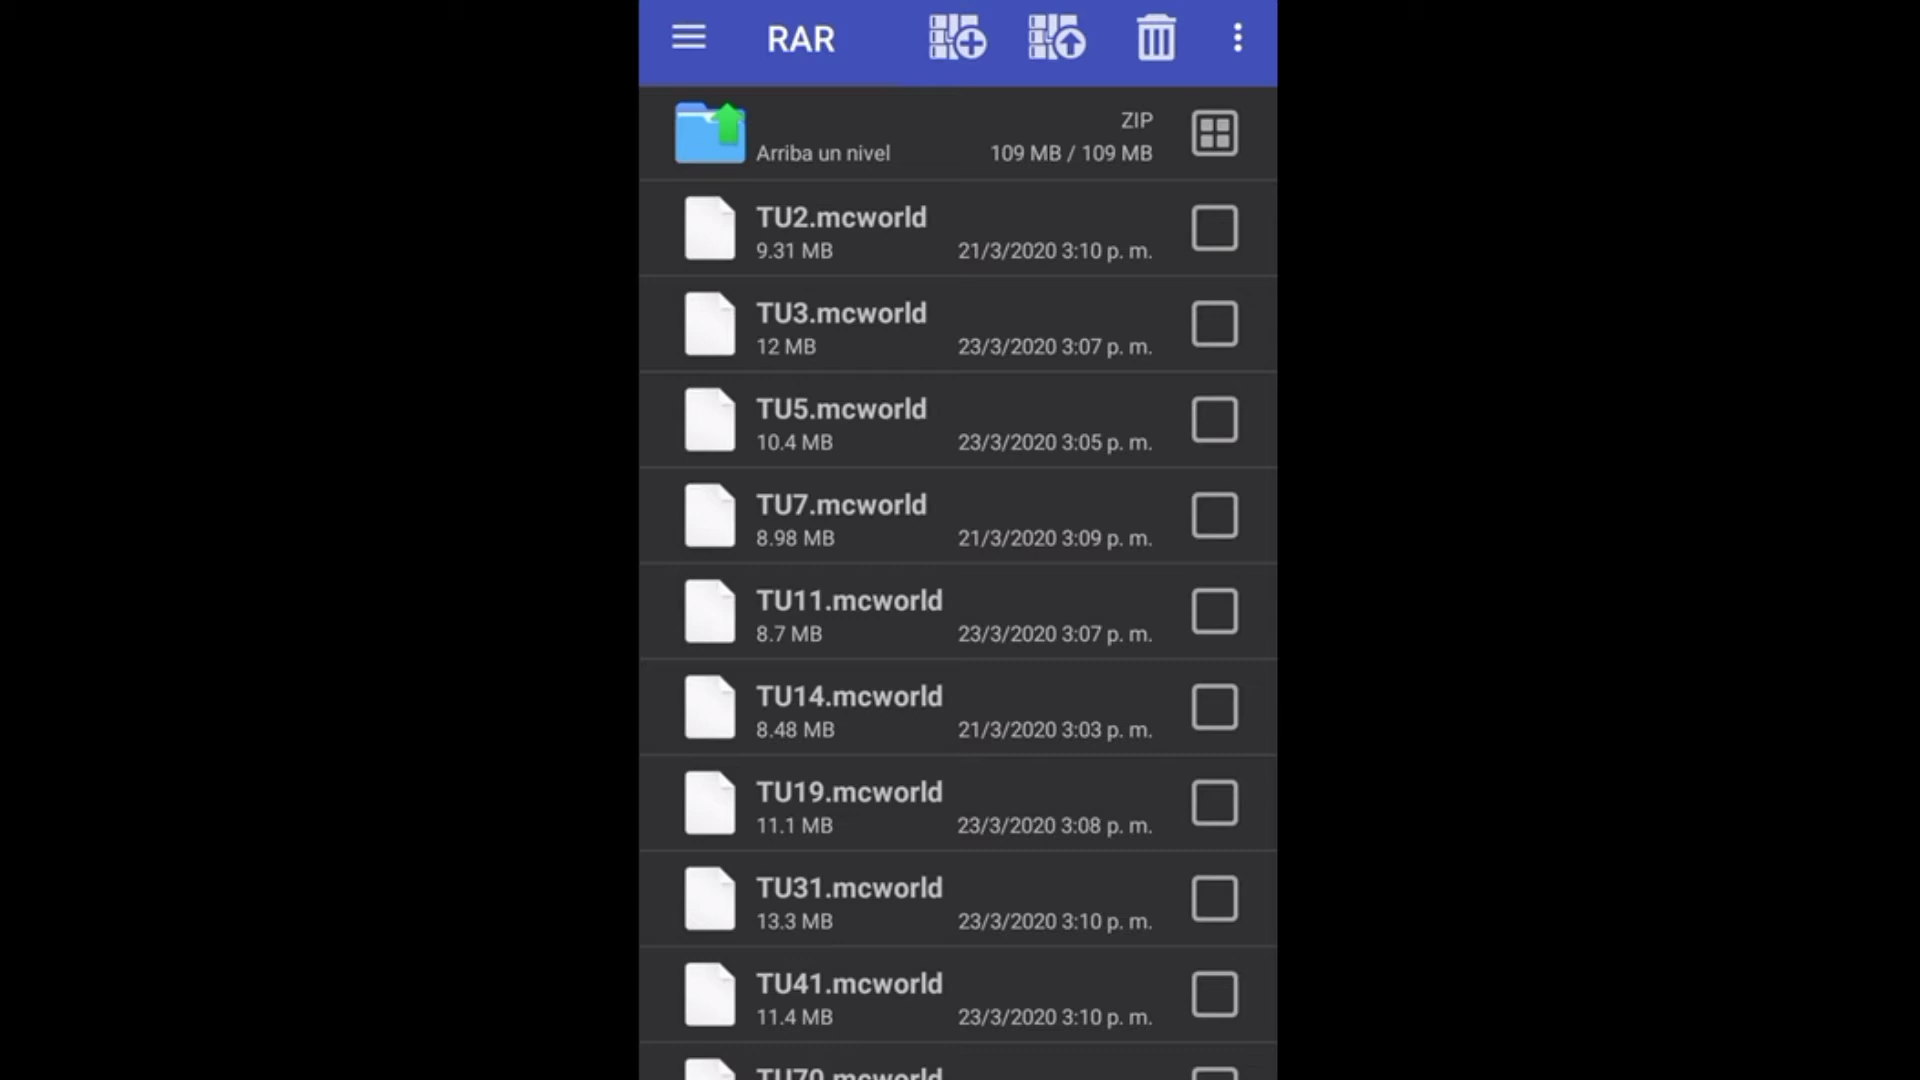 RAR
ZIP
Arriba un nivel 109 MB / 109 MB
TU2.mcworld
9.31 MB 21/3/2020 3:10 p. m.
TU3.mcworld
12 MB 23/3/2020 3:07 p. m.
TU5.mcworld
10.4 MB 23/3/2020 3:05 p. m.
TU7.mcworld
8.98 MB 21/3/2020 3:09 p. m.
TU11.mcworld
8.7 MB 23/3/2020 3:07 p. m.
TU14.mcworld
8.48 MB 21/3/2020 3:03 p. m.
TU19.mcworld
11.1 MB 23/3/2020 3:08 p. m.
TU31.mcworld
13.3 MB 23/3/2020 3:10 p. m.
TU41.mcworld
11.4 MB 23/3/2020 3:10 p. m.